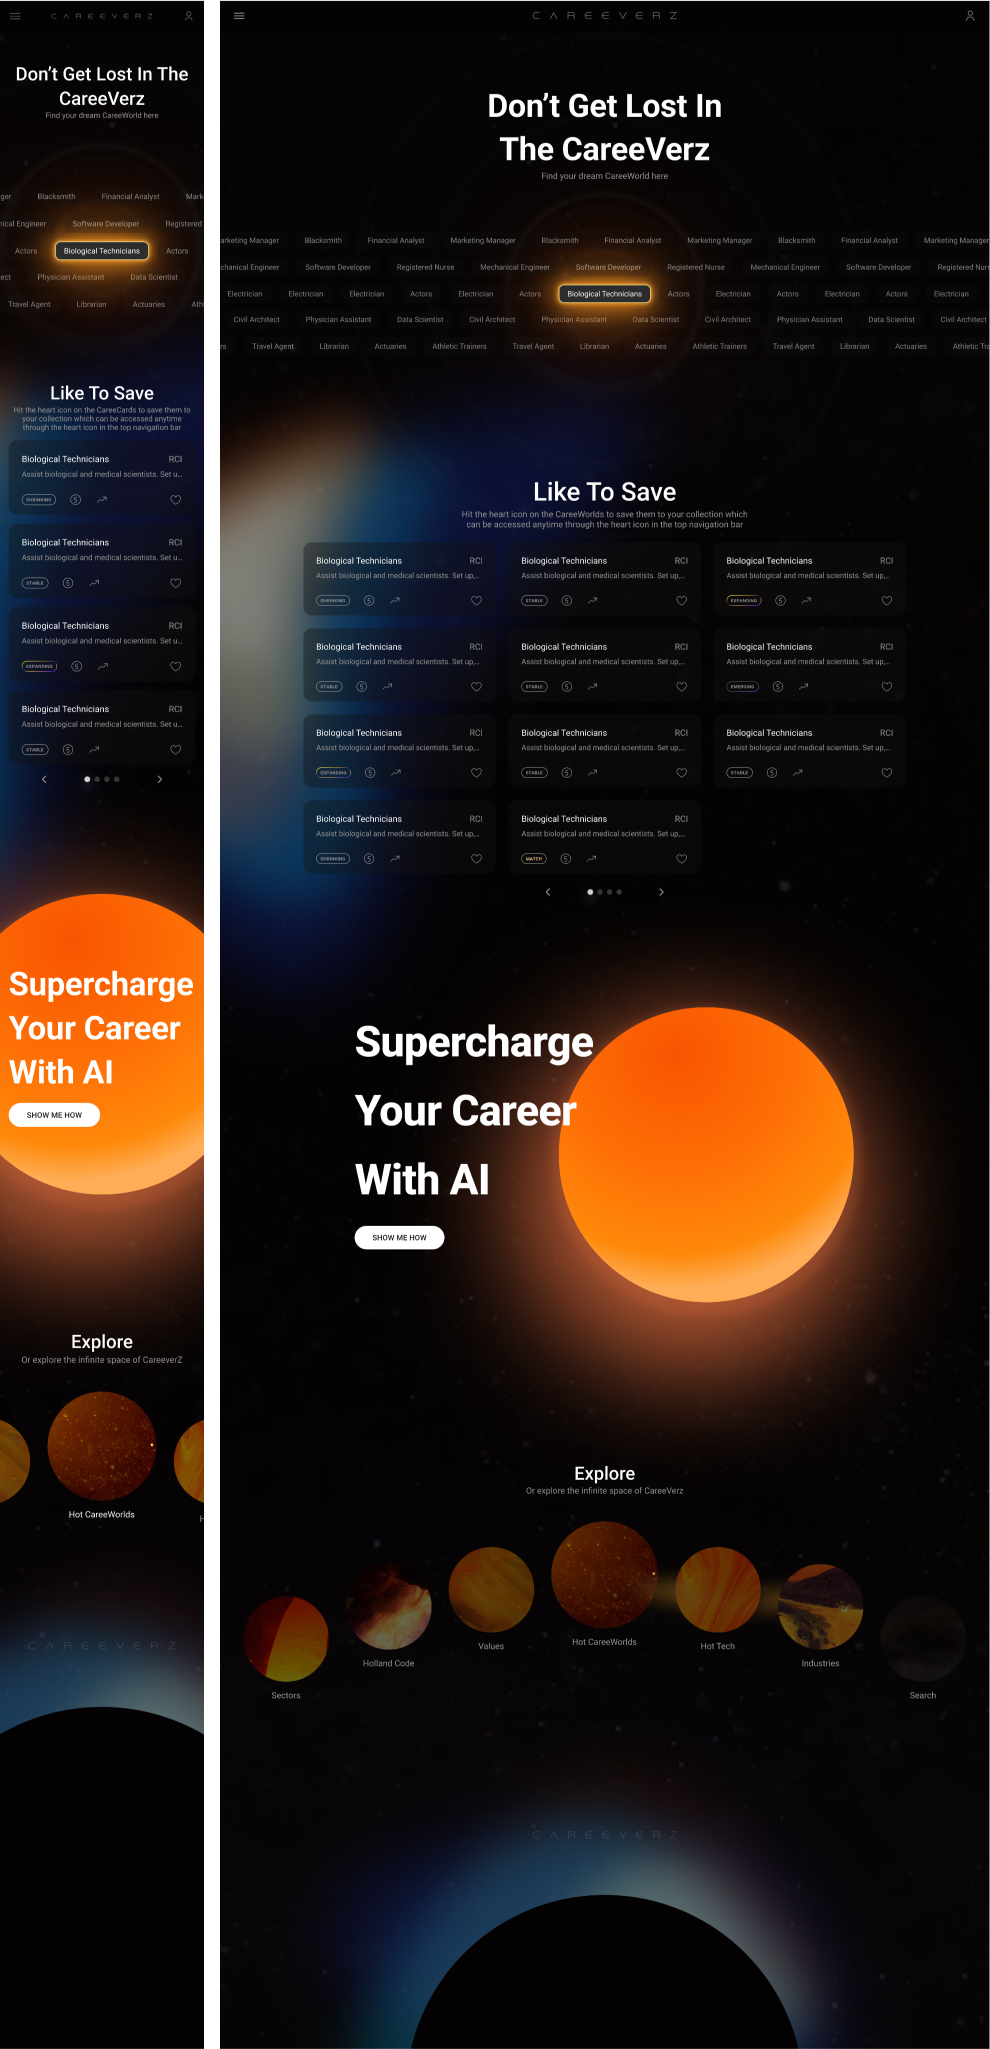 CAREEVERZ
Don't Get Lost In The
CareeVerz
Find your dream CareeWorld here
Blacksmith Financial Analyst
Software Developer Registered
Actors Biological Technicians Actors
Physician Assistant Data Scientist
Travel Agent Librarian Actuaries
Like To Save
Hit the heart icon on the CareeCards to save them to
your collection which can be accessed anytime
through the heart icon in the top navigation bar
Biological Technicians RCI
Assist biological and medical scientists. Set u...
SHRINKING
Biological Technicians RCI
Assist biological and medical scientists. Set u...
STABLE
Biological Technicians RCI
Assist biological and medical scientists. Set u...
EXPANDING
Biological Technicians RCI
Assist biological and medical scientists. Set u...
STABLE
Supercharge
Your Career
With AI
SHOW ME HOW
Explore
Or explore the infinite space of CareeverZ
Hot CareeWorlds
H
CAREEVERZ
CAREEVERZ
Don't Get Lost In
The CareeVerz
Find your dream CareeWorld here
arketing Manager Blacksmith Financial Analyst Marketing Manager Blacksmith Financial Analyst Marketing Manager Blacksmith Financial Analyst Marketing Manager
chanical Engineer Software Developer Registered Nurse Mechanical Engineer Software Developer Registered Nurse Mechanical Engineer Software Developer Registered Nurs
Electrician Electrician Electrician Actors Electrician Actors Biological Technicians Actors Electrician Actors Electrician Actors Electrician
Civil Architect Physician Assistant Data Scientist Civil Architect Physician Assistant Data Scientist Civil Architect Physician Assistant Data Scientist Civil Architect
rs Travel Agent Librarian Actuaries Athletic Trainers Travel Agent Librarian Actuaries Athletic Trainers Travel Agent Librarian Actuaries Athletic Tr
Like To Save
Hit the heart icon on the CareeWorlds to save them to your collection which
can be accessed anytime through the heart icon in the top navigation bar
Biological Technicians RCI Biological Technicians RCI Biological Technicians RCI
Assist biological and medical scientists. Set up,... Assist biological and medical scientists. Set up,... Assist biological and medical scientists. Set up,...
SHRINKING STABLE EXPANDING
Biological Technicians RCI Biological Technicians RCI Biological Technicians RCI
Assist biological and medical scientists. Set up,... Assist biological and medical scientists. Set up,... Assist biological and medical scientists. Set up,...
STABLE STABLE EMERGING
Biological Technicians RCI Biological Technicians RCI Biological Technicians RCI
Assist biological and medical scientists. Set up,... Assist biological and medical scientists. Set up,... Assist biological and medical scientists. Set up,...
EXPANDING STABLE STABLE
Biological Technicians RCI Biological Technicians RCI
Assist biological and medical scientists. Set up,... Assist biological and medical scientists. Set up,...
SHRINKING MATCH
Supercharge
Your Career
With AI
SHOW ME HOW
Explore
Or explore the infinite space of CareeVerz
Sectors Holland Code Values Hot CareeWorlds Hot Tech Industries Search
CAREEVERZ